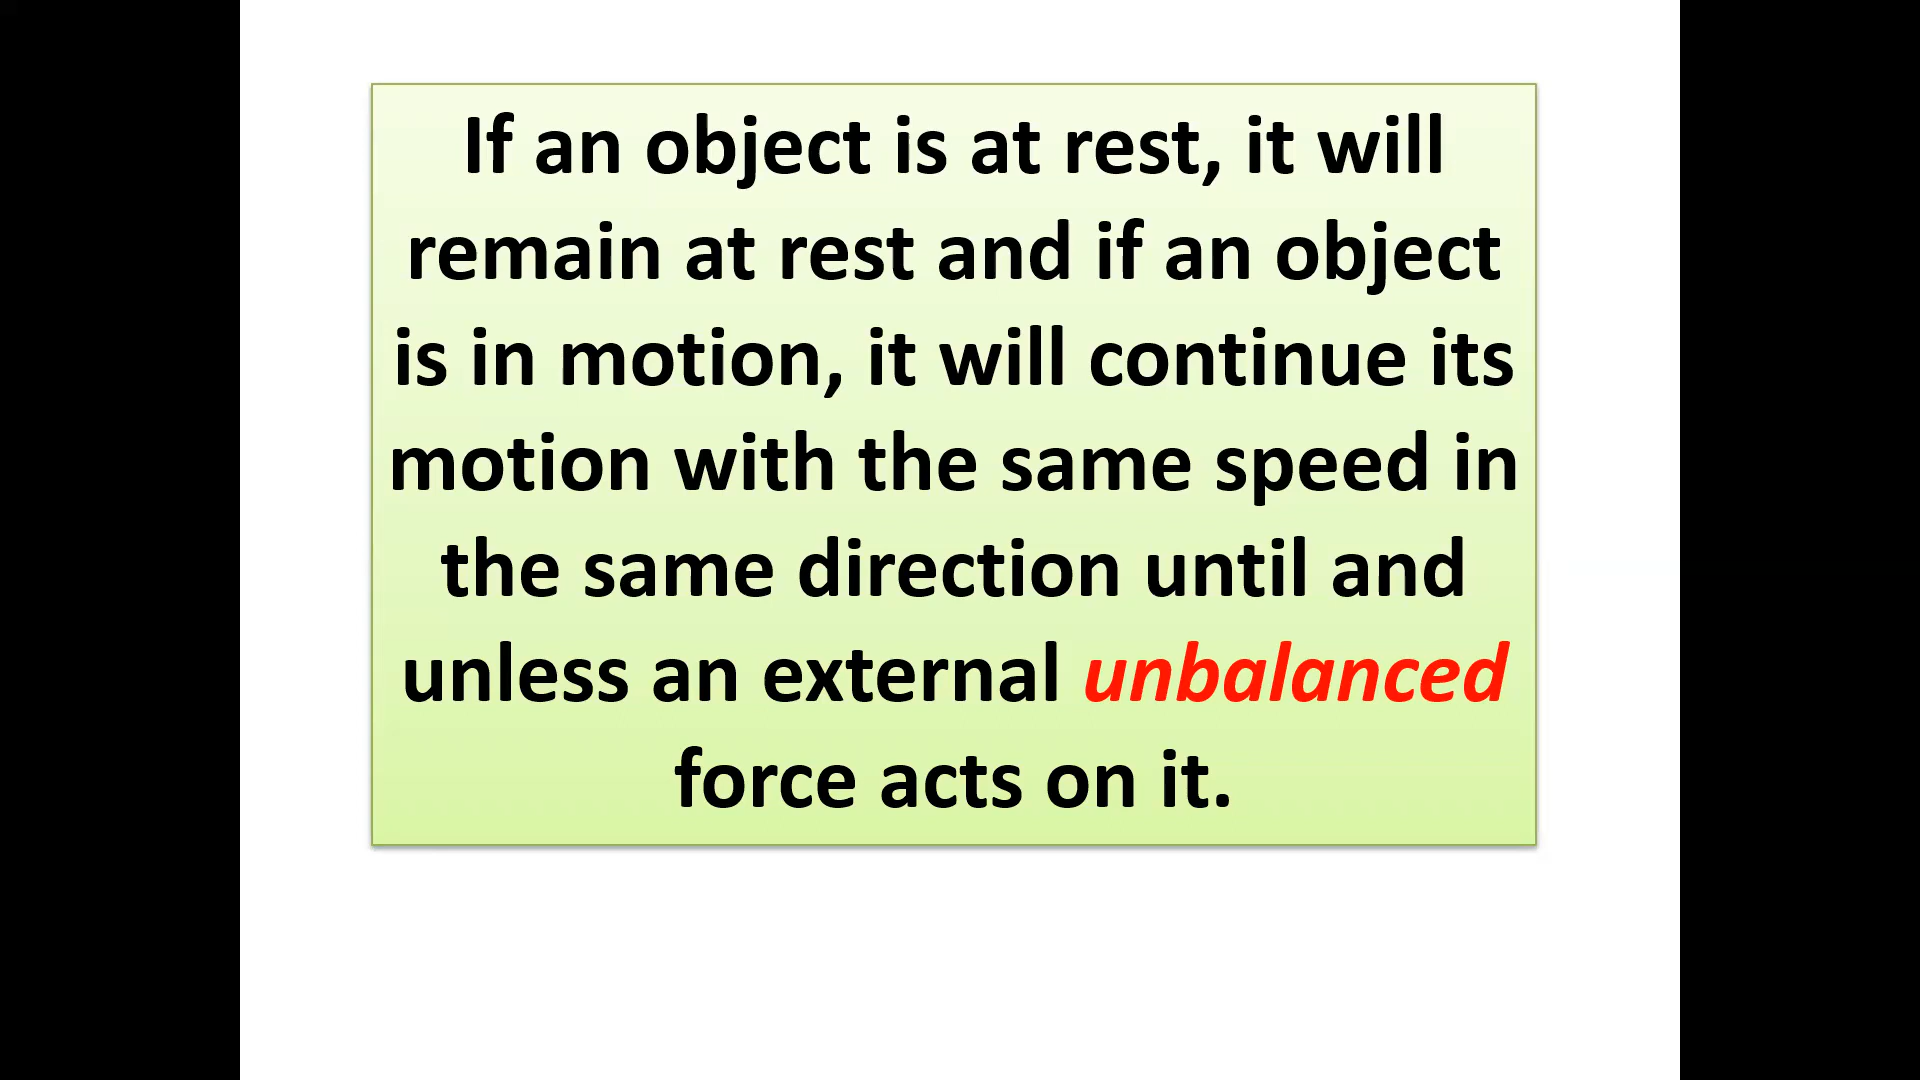 If an object is at rest, it will
remain at rest and if an object
is in motion, it will continue its
motion with the same speed in
the same direction until and
unless an external unbalanced
force acts on it.